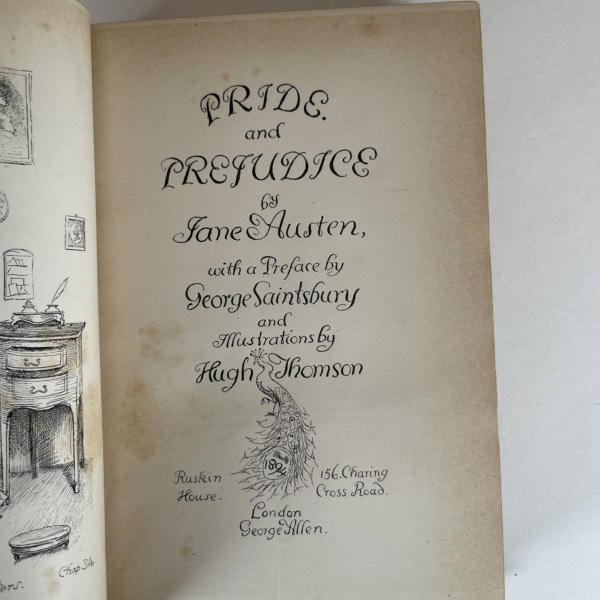 PRIDE.
and
PREJUDICE
by
Jane Austen,
with a Preface by
George Saintsbury
and
Illustrations by
Hugh Thomson
1894
Ruskin House.
156. Charing Cross Road.
London
George Allen.
Chap 34